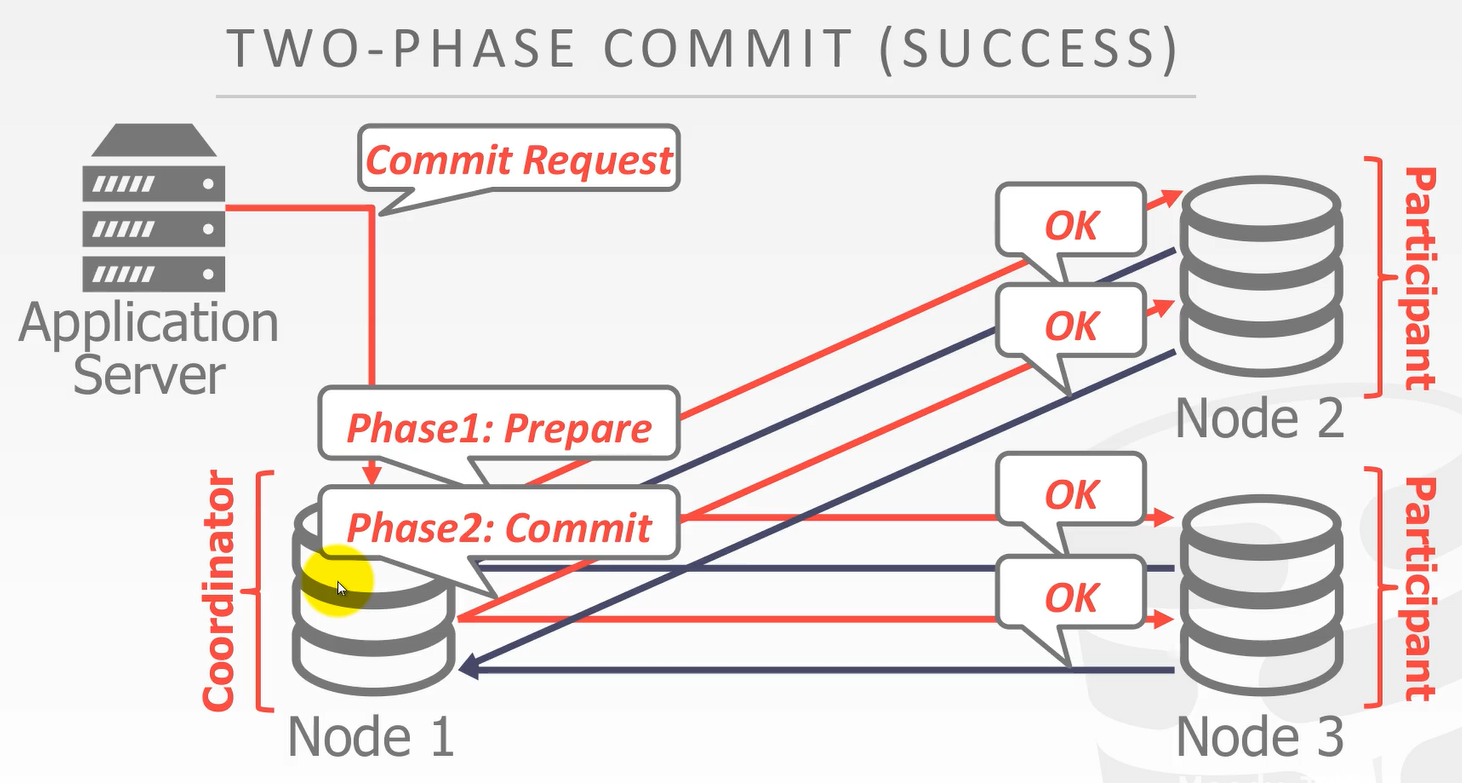 TWO-PHASE COMMIT (SUCCESS)
Commit Request
Application
Server
OK
OK
Participant
Node 2
Phase1: Prepare
Phase2: Commit
Coordinator
Node 1
OK
OK
Participant
Node 3